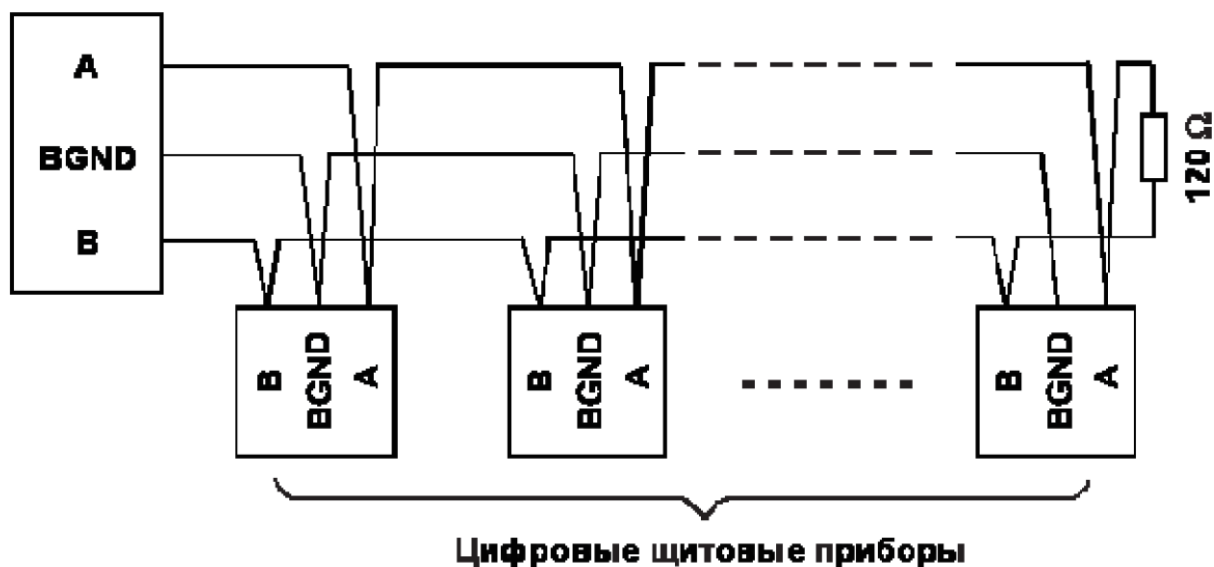 A
BGND
B
120 Ω
B BGND A
B BGND A
B BGND A
Цифровые щитовые приборы